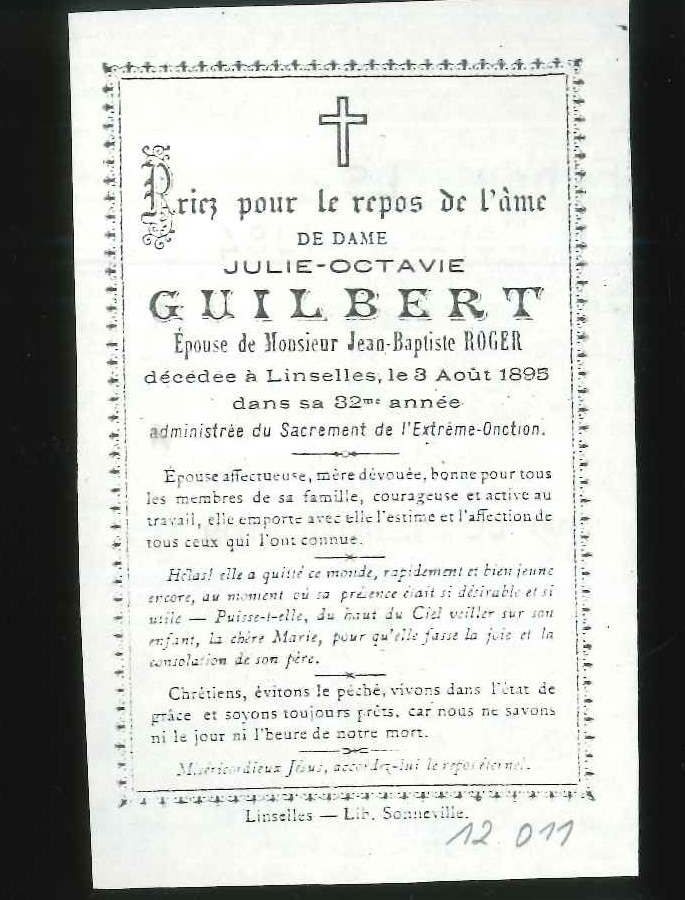 Priez pour le repos de l'âme
DE DAME
JULIE-OCTAVIE
GUILBERT
Épouse de Monsieur Jean-Baptiste ROGER
décédee à Linselles, le 3 Août 1895
dans sa 32me année
administrée du Sacrement de l'Extrême-Onction.
Épouse affectueuse, mère dévouée, bonne pour tous
les membres de sa famille, courageuse et active au
travail, elle emporte avec elle l'estime et l'affection de
tous ceux qui l'ont connue.
Hélas! elle a quitté ce monde, rapidement et bien jeune
encore, au moment où sa présence était si désirable et si
utile — Puisse-t-elle, du haut du Ciel veiller sur son
enfant, la chère Marie, pour qu'elle fasse la joie et la
consolation de son père.
Chrétiens, évitons le péché, vivons dans l'état de
grâce et soyons toujours prêts, car nous ne savons
ni le jour ni l'heure de notre mort.
Miséricordieux Jésus, accordez-lui le repos éternel.
Linselles — Lib. Sonneville.
12 011